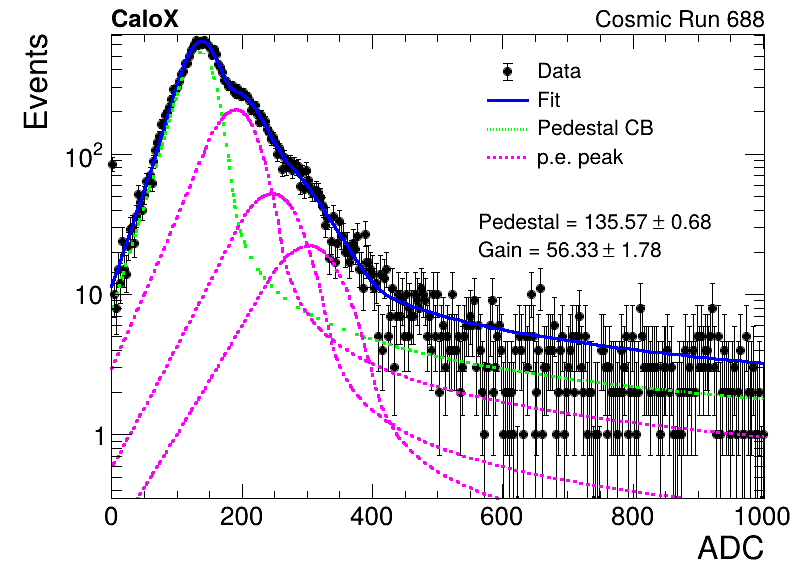 CaloX Cosmic Run 688
Events
Data
Fit
Pedestal CB
p.e. peak
Pedestal = 135.57 ± 0.68
Gain = 56.33 ± 1.78
10²
10
1
0 200 400 600 800 1000
ADC